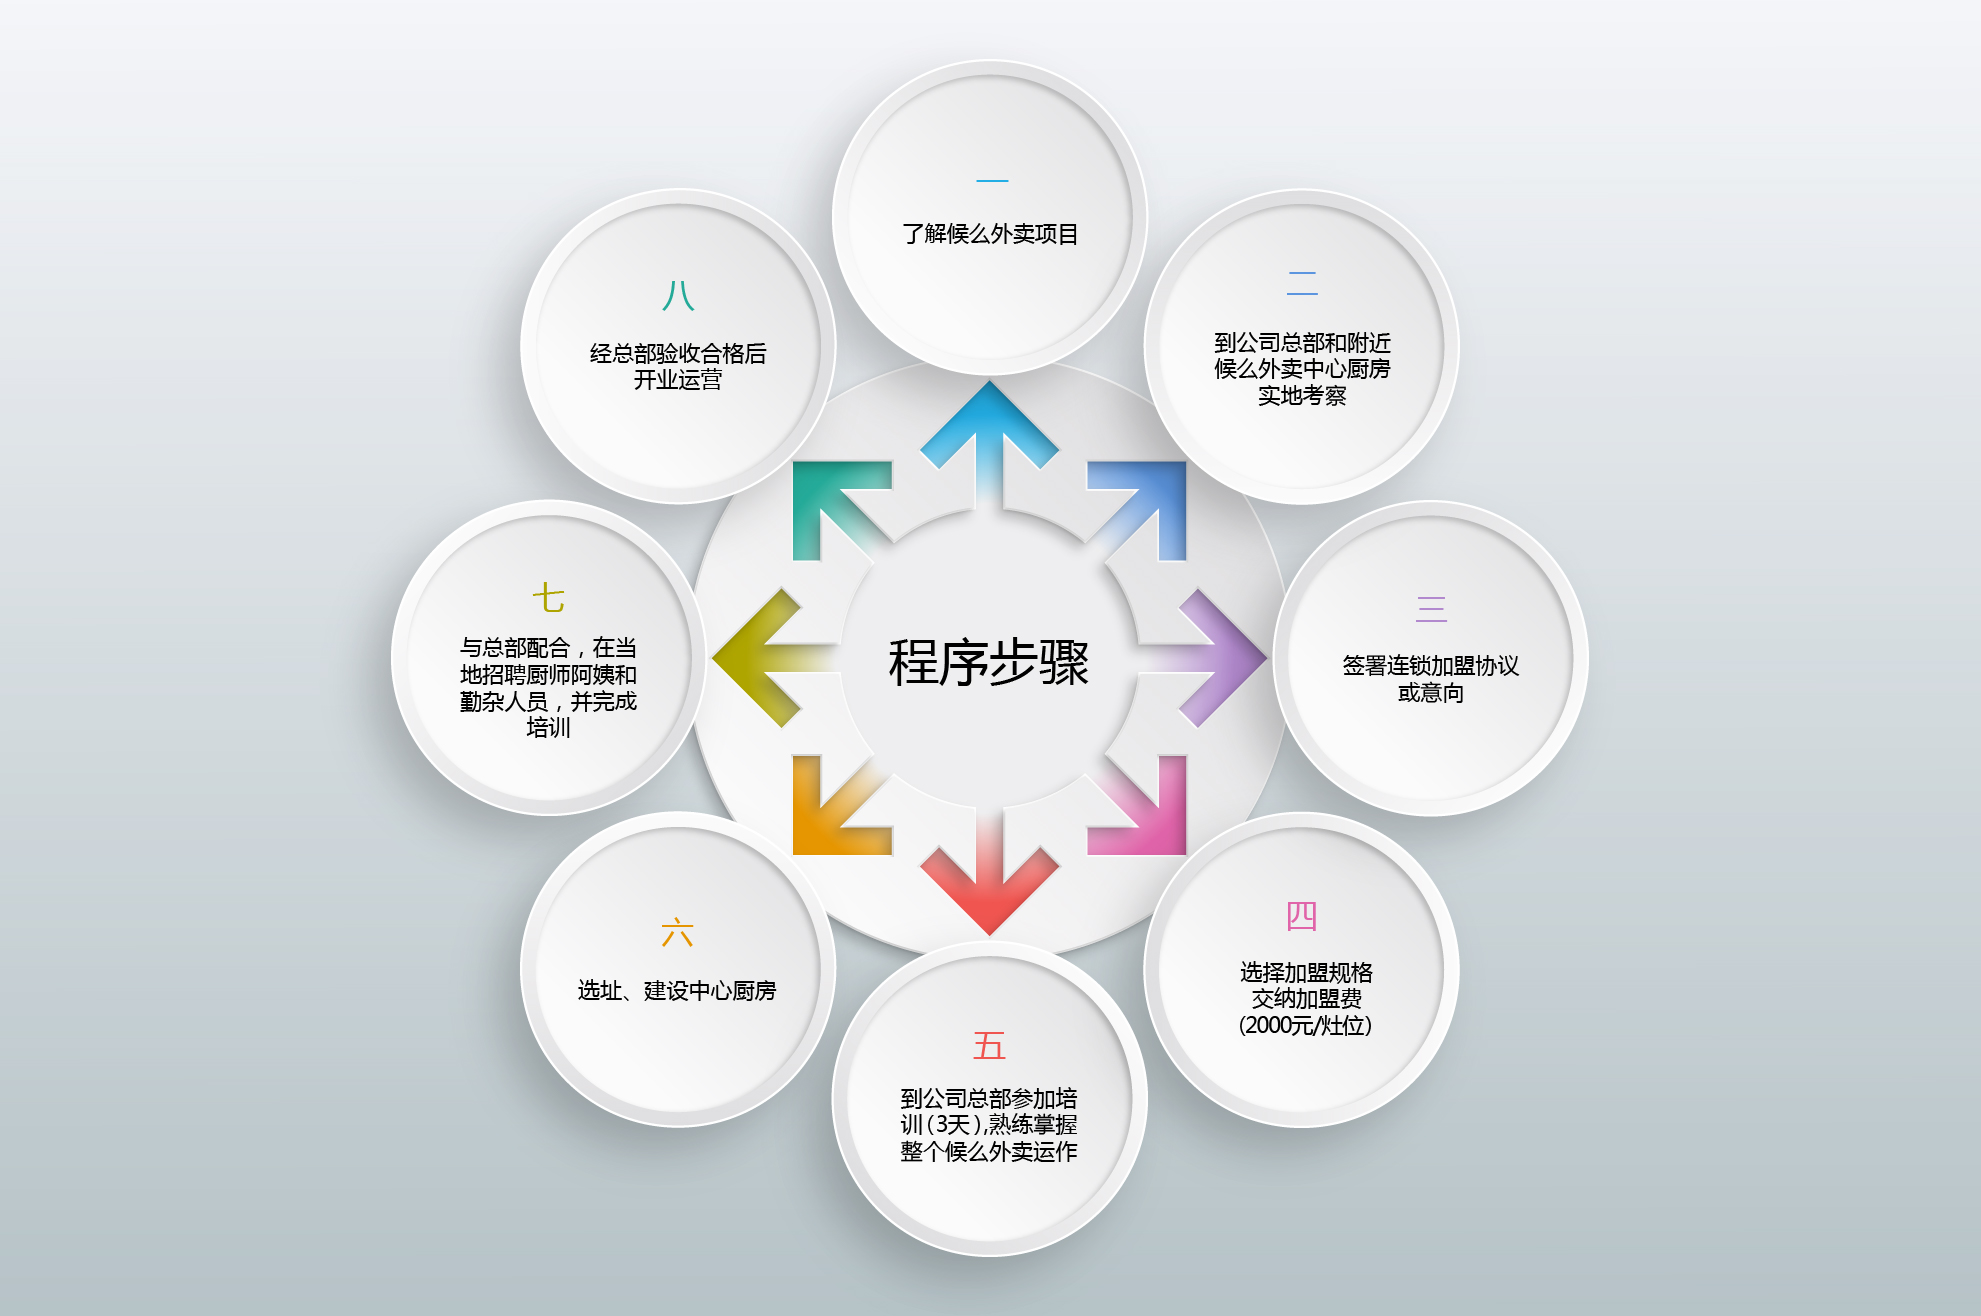 程序步骤
一
了解候么外卖项目
二
到公司总部和附近
候么外卖中心厨房
实地考察
三
签署连锁加盟协议
或意向
四
选择加盟规格
交纳加盟费
(2000元/灶位)
五
到公司总部参加培
训(3天),熟练掌握
整个候么外卖运作
六
选址、建设中心厨房
七
与总部配合，在当
地招聘厨师阿姨和
勤杂人员，并完成
培训
八
经总部验收合格后
开业运营